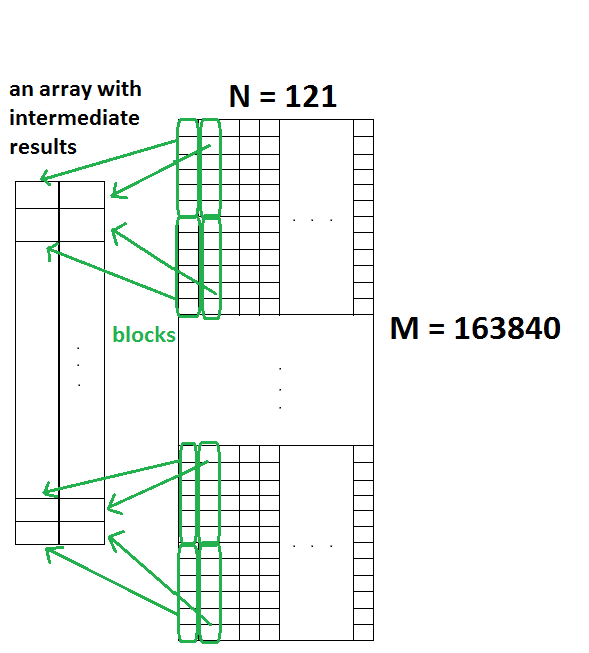 an array with
intermediate
results
N = 121
. . .
blocks
M = 163840
. . .